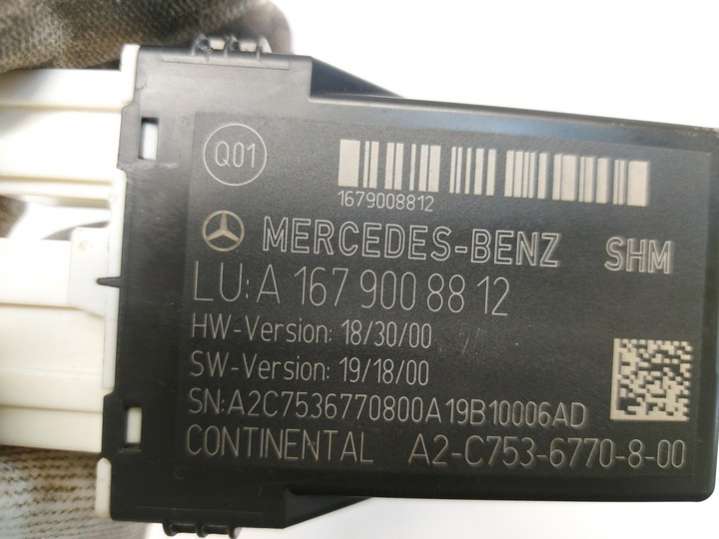 Q01
1679008812
MERCEDES-BENZ SHM
LU: A 167 900 88 12
HW-Version: 18/30/00
SW-Version: 19/18/00
SN:A2C7536770800A19B10006AD
CONTINENTAL A2-C753-6770-8-00